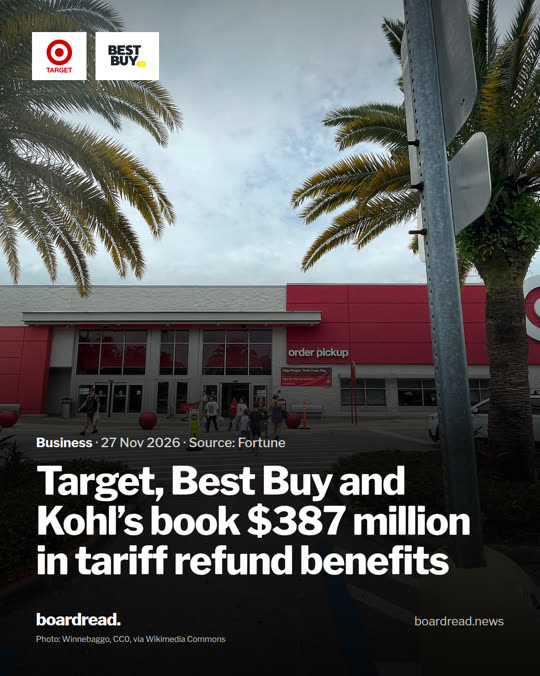 TARGET
BEST
BUY
order pickup
Business · 27 Nov 2026 · Source: Fortune
Target, Best Buy and
Kohl's book $387 million
in tariff refund benefits
boardread.
boardread.news
Photo: Winnebaggo, CC0, via Wikimedia Commons